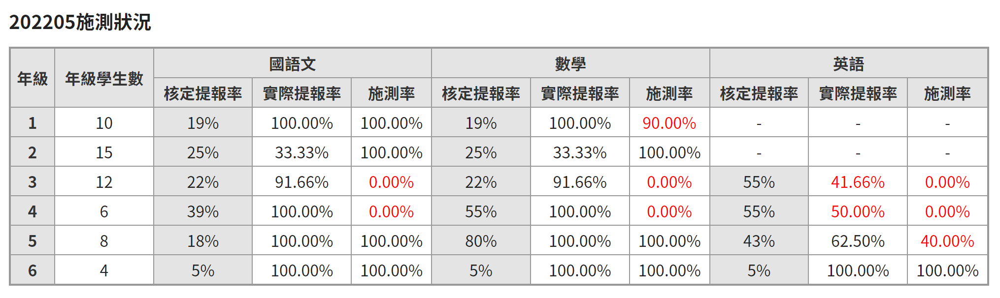 202205施測狀況
年級 年級學生數 國語文 數學 英語
核定提報率 實際提報率 施測率 核定提報率 實際提報率 施測率 核定提報率 實際提報率 施測率
1 10 19% 100.00% 100.00% 19% 100.00% 90.00% - - -
2 15 25% 33.33% 100.00% 25% 33.33% 100.00% - - -
3 12 22% 91.66% 0.00% 22% 91.66% 0.00% 55% 41.66% 0.00%
4 6 39% 100.00% 0.00% 55% 100.00% 0.00% 55% 50.00% 0.00%
5 8 18% 100.00% 100.00% 80% 100.00% 100.00% 43% 62.50% 40.00%
6 4 5% 100.00% 100.00% 5% 100.00% 100.00% 5% 100.00% 100.00%